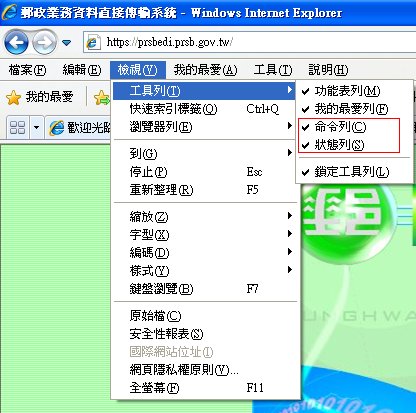 郵政業務資料直接傳輸系統 - Windows Internet Explorer
https://prsbedi.prsb.gov.tw/
檔案(F) 編輯(E) 檢視(V) 我的最愛(A) 工具(T) 說明(H)
我的最愛
歡迎光臨
工具列(T)
快速索引標籤(Q) Ctrl+Q
瀏覽器列(E)
到(G)
停止(P) Esc
重新整理(R) F5
縮放(Z)
字型(X)
編碼(D)
樣式(Y)
鍵盤瀏覽(B) F7
原始檔(C)
安全性報表(S)
國際網站位址(I)
網頁隱私權原則(V)...
全螢幕(F) F11
功能表列(M)
我的最愛列(F)
命令列(C)
狀態列(S)
鎖定工具列(L)
郵
UNGHWA